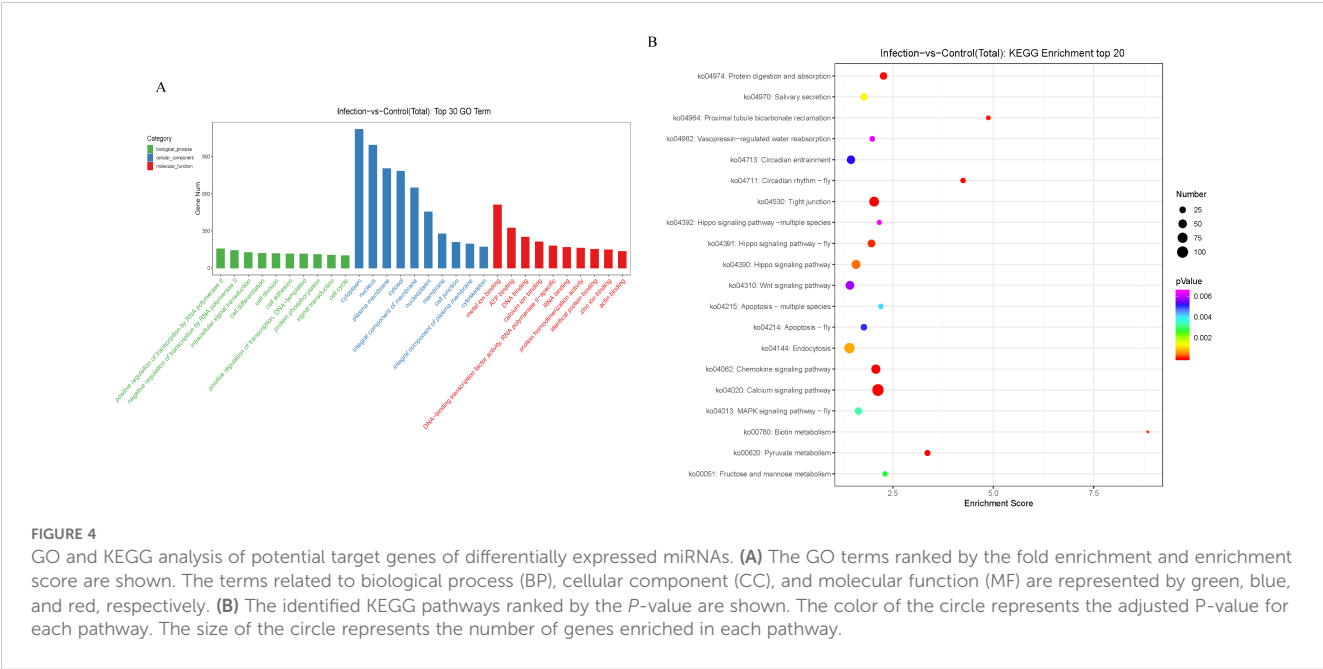 A
Infection-vs-Control(Total): Top 30 GO Term
Category
biological_process
cellular_component
molecular_function
Gene Num
900
600
300
0
positive regulation of transcription by RNA polymerase II
negative regulation of transcription by RNA polymerase II
intracellular signal transduction
cell differentiation
cell division
cell adhesion
positive regulation of transcription, DNA-templated
protein phosphorylation
signal transduction
cell cycle
cytoplasm
nucleus
plasma membrane
cytosol
integral component of membrane
nucleoplasm
membrane
cell junction
integral component of plasma membrane
cytoskeleton
metal ion binding
ATP binding
DNA binding
calcium ion binding
DNA-binding transcription factor activity, RNA polymerase II-specific
RNA binding
protein homodimerization activity
identical protein binding
zinc ion binding
actin binding
B
Infection-vs-Control(Total): KEGG Enrichment top 20
ko04974: Protein digestion and absorption
ko04970: Salivary secretion
ko04964: Proximal tubule bicarbonate reclamation
ko04962: Vasopressin-regulated water reabsorption
ko04713: Circadian entrainment
ko04711: Circadian rhythm - fly
ko04530: Tight junction
ko04392: Hippo signaling pathway -multiple species
ko04391: Hippo signaling pathway - fly
ko04390: Hippo signaling pathway
ko04310: Wnt signaling pathway
ko04215: Apoptosis - multiple species
ko04214: Apoptosis - fly
ko04144: Endocytosis
ko04062: Chemokine signaling pathway
ko04020: Calcium signaling pathway
ko04013: MAPK signaling pathway - fly
ko00780: Biotin metabolism
ko00620: Pyruvate metabolism
ko00051: Fructose and mannose metabolism
2.5 5.0 7.5
Enrichment Score
Number
25
50
75
100
pValue
0.006
0.004
0.002
FIGURE 4
GO and KEGG analysis of potential target genes of differentially expressed miRNAs. (A) The GO terms ranked by the fold enrichment and enrichment
score are shown. The terms related to biological process (BP), cellular component (CC), and molecular function (MF) are represented by green, blue,
and red, respectively. (B) The identified KEGG pathways ranked by the P-value are shown. The color of the circle represents the adjusted P-value for
each pathway. The size of the circle represents the number of genes enriched in each pathway.